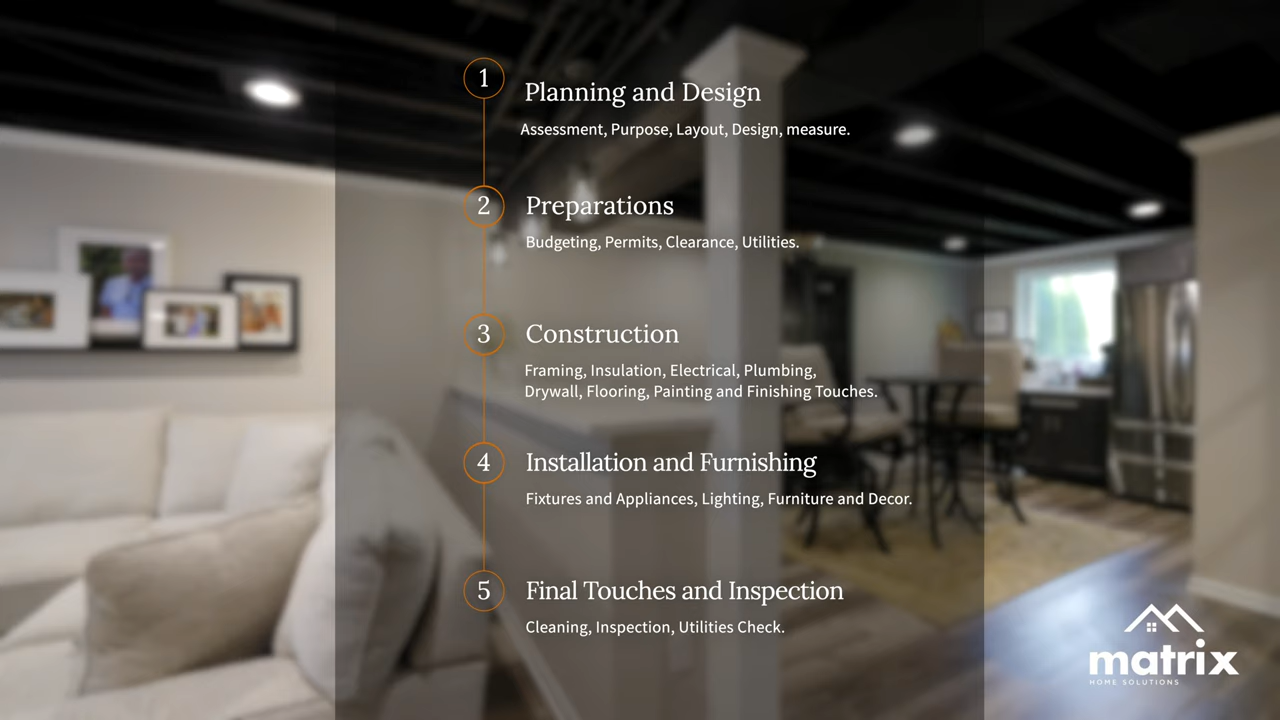 1
Planning and Design
Assessment, Purpose, Layout, Design, measure.
2
Preparations
Budgeting, Permits, Clearance, Utilities.
3
Construction
Framing, Insulation, Electrical, Plumbing,
Drywall, Flooring, Painting and Finishing Touches.
4
Installation and Furnishing
Fixtures and Appliances, Lighting, Furniture and Decor.
5
Final Touches and Inspection
Cleaning, Inspection, Utilities Check.
matrix
HOME SOLUTIONS